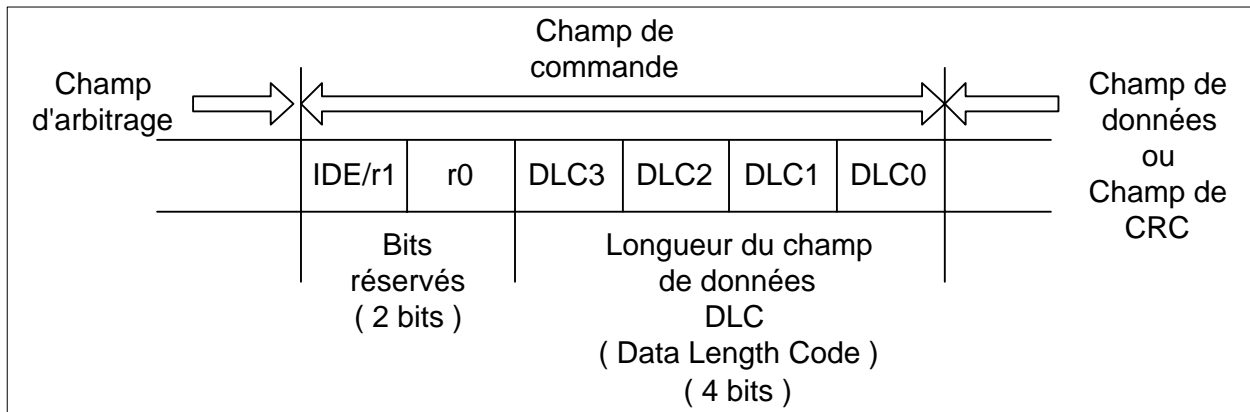 Champ de
commande
Champ
d'arbitrage
Champ de
données
ou
Champ de
CRC
IDE/r1 r0 DLC3 DLC2 DLC1 DLC0
Bits
réservés
( 2 bits )
Longueur du champ
de données
DLC
( Data Length Code )
( 4 bits )